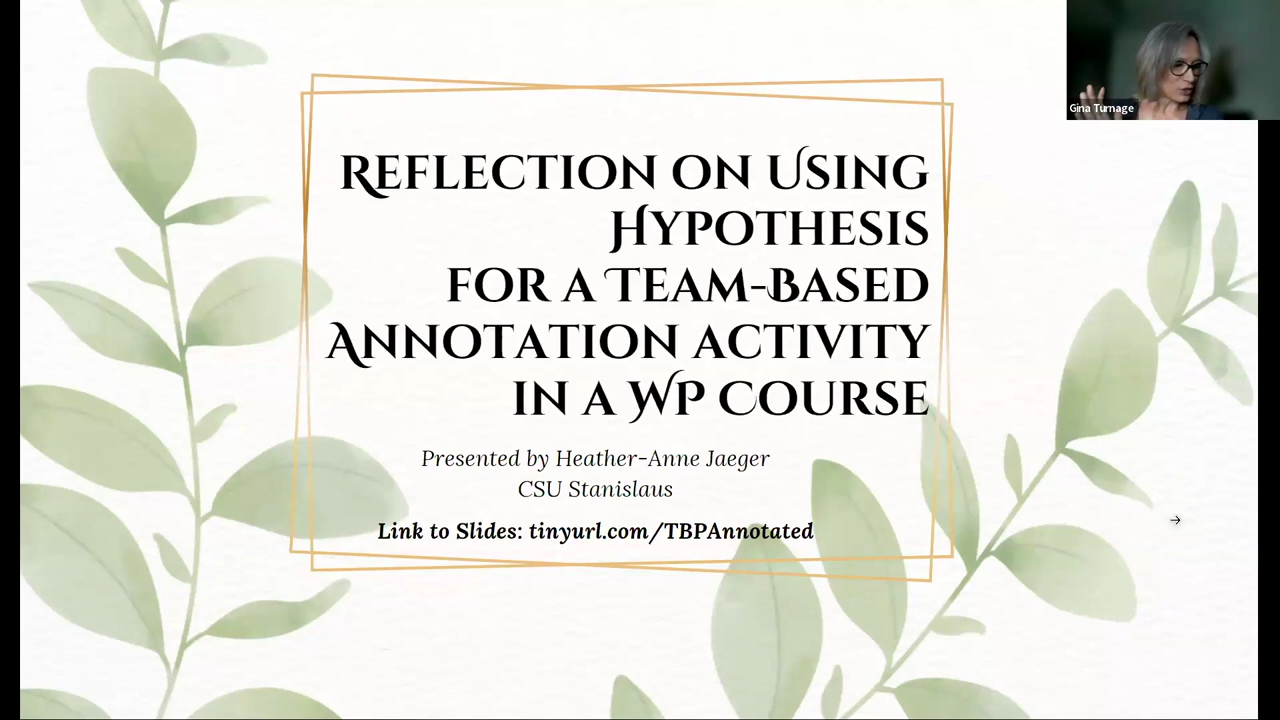 Reflection on Using
Hypothesis
for a Team-Based
Annotation activity
in a WP Course
Presented by Heather-Anne Jaeger
CSU Stanislaus
Link to Slides: tinyurl.com/TBPAnnotated
Gina Turnage